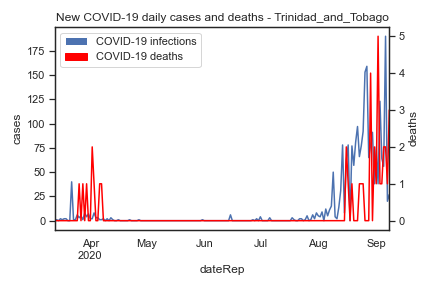 New COVID-19 daily cases and deaths - Trinidad_and_Tobago
COVID-19 infections
COVID-19 deaths
175
150
125
100
75
50
25
0
cases
5
4
3
2
1
0
deaths
Apr May Jun Jul Aug Sep
2020
dateRep